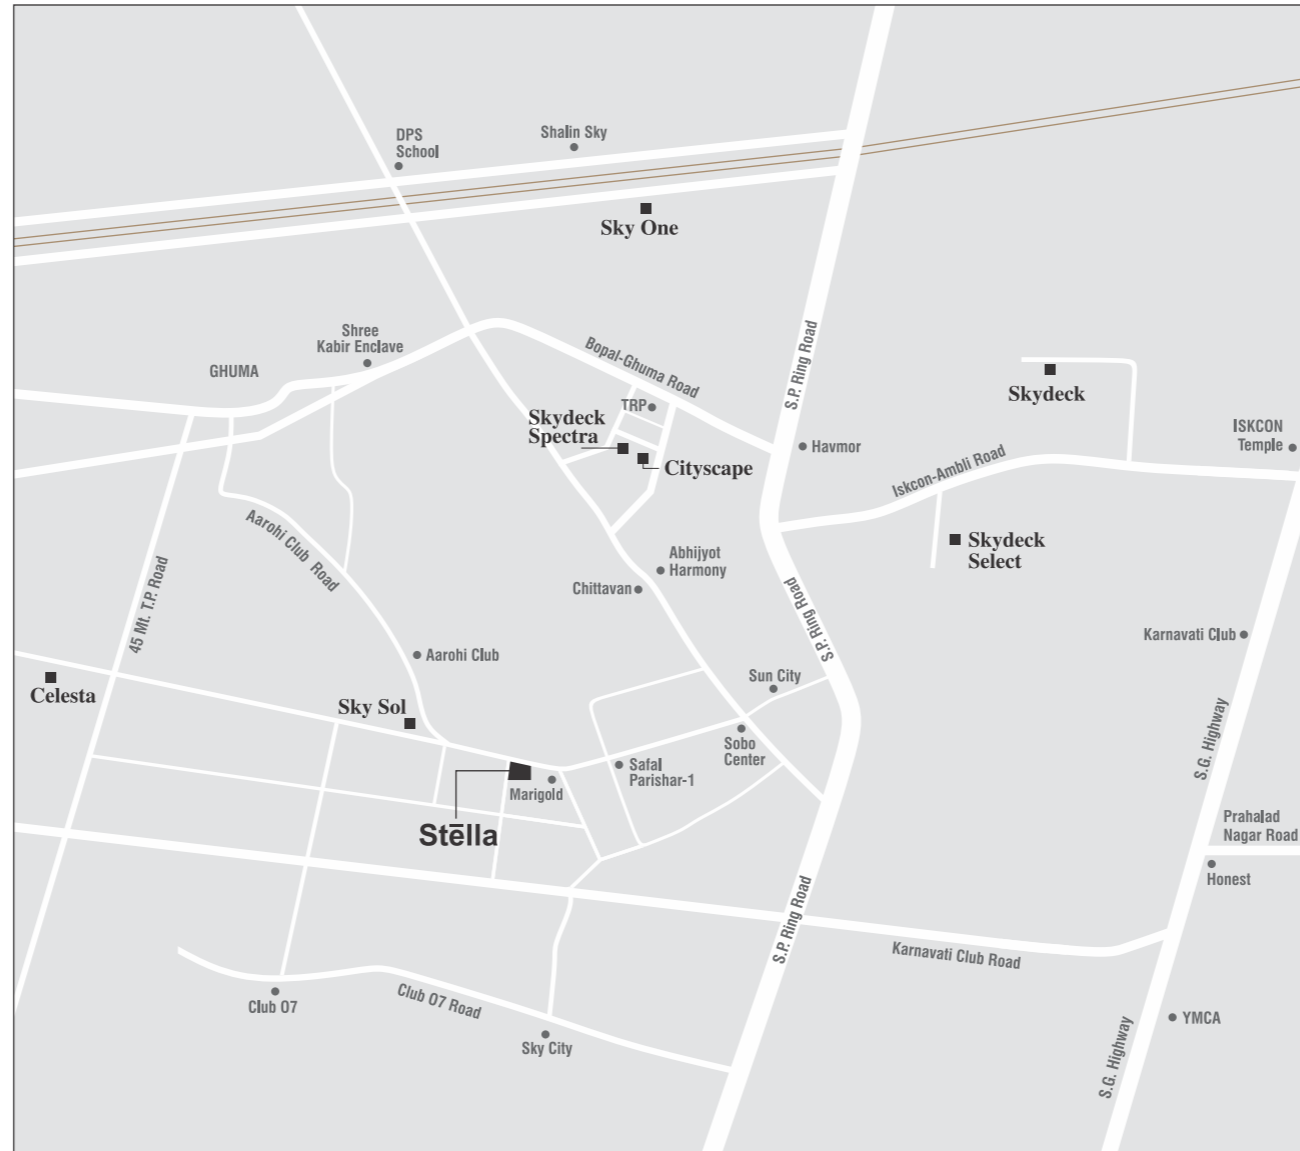 DPS
School
Shalin Sky
Sky One
S.P. Ring Road
Shree
Kabir Enclave
GHUMA
Bopal-Ghuma Road
Skydeck
TRP
Skydeck
Spectra
Cityscape
Havmor
ISKCON
Temple
Iskcon-Ambli Road
Skydeck
Select
Aarohi Club Road
45 Mt. T.P. Road
Abhijyot
Harmony
Chittavan
S.P. Ring Road
Karnavati Club
Aarohi Club
Sun City
Celesta
Sky Sol
Sobo
Center
Safal
Parishar-1
Marigold
Stēlla
S.G. Highway
Prahalad
Nagar Road
Honest
S.P. Ring Road
Karnavati Club Road
Club O7
Club O7 Road
Sky City
YMCA
S.G. Highway